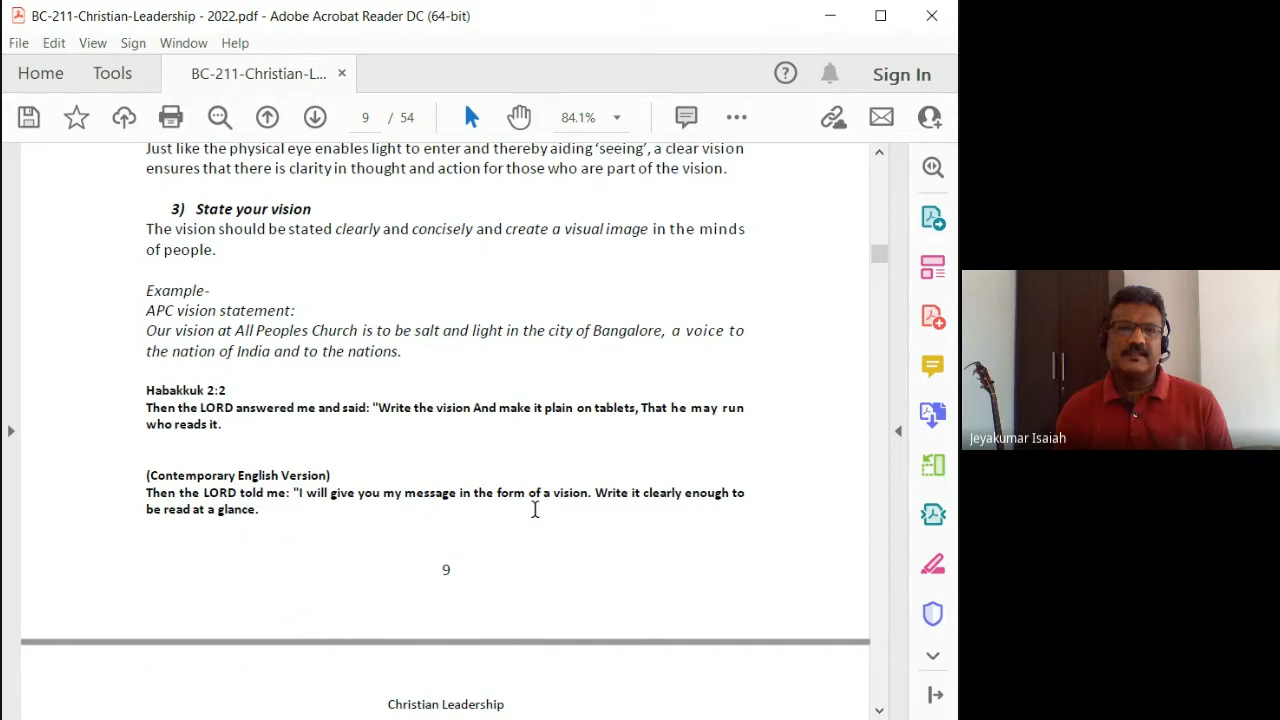 BC-211-Christian-Leadership - 2022.pdf - Adobe Acrobat Reader DC (64-bit)
File Edit View Sign Window Help
Home Tools BC-211-Christian-L... × Sign In
9 / 54 84.1%
Just like the physical eye enables light to enter and thereby aiding ‘seeing’, a clear vision
ensures that there is clarity in thought and action for those who are part of the vision.
3) State your vision
The vision should be stated clearly and concisely and create a visual image in the minds
of people.
Example-
APC vision statement:
Our vision at All Peoples Church is to be salt and light in the city of Bangalore, a voice to
the nation of India and to the nations.
Habakkuk 2:2
Then the LORD answered me and said: "Write the vision And make it plain on tablets, That he may run
who reads it.
(Contemporary English Version)
Then the LORD told me: "I will give you my message in the form of a vision. Write it clearly enough to
be read at a glance.
9
Christian Leadership
Jeyakumar Isaiah